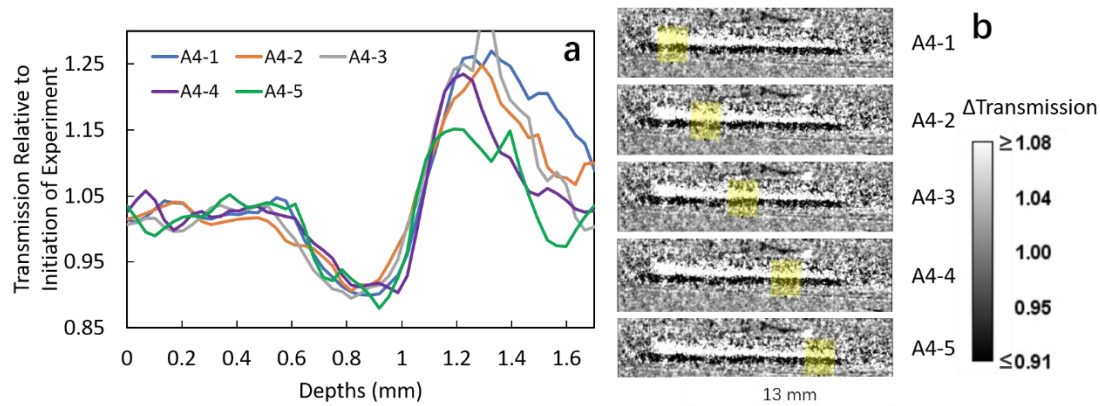 Transmission Relative to
Initiation of Experiment
1.25
1.15
1.05
0.95
0.85
A4-1 A4-2 A4-3
A4-4 A4-5
a
0 0.2 0.4 0.6 0.8 1 1.2 1.4 1.6
Depths (mm)
b
A4-1
A4-2
A4-3
A4-4
A4-5
13 mm
ΔTransmission
≥ 1.08
1.04
1.00
0.95
≤ 0.91